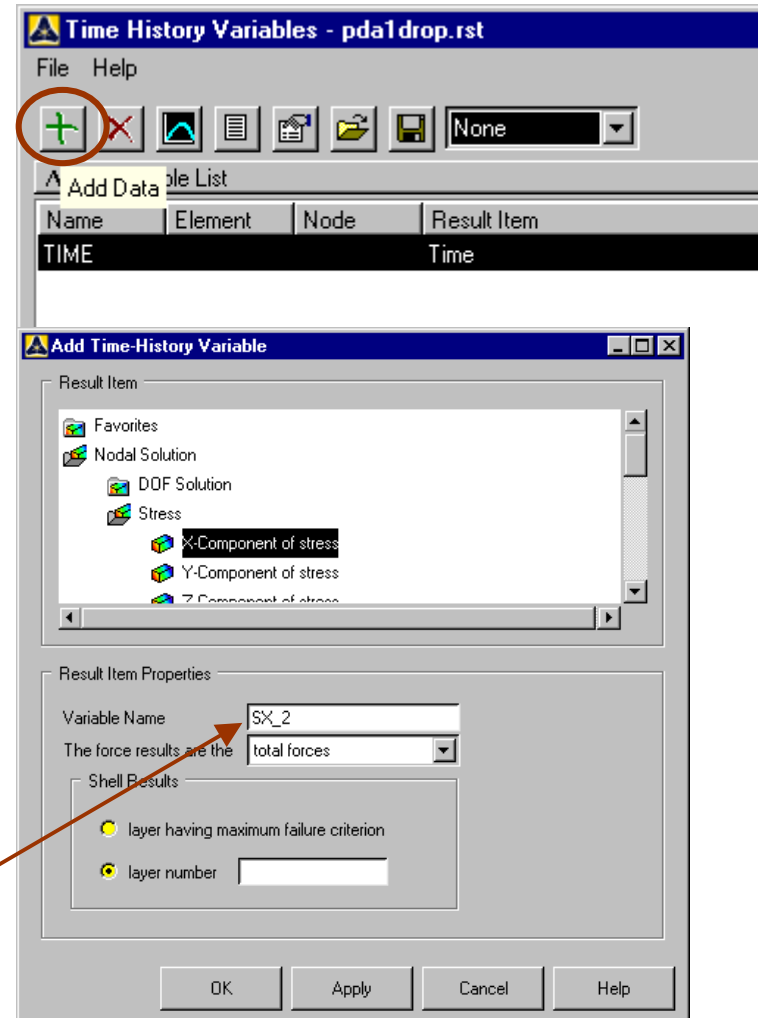 Time History Variables - pda1drop.rst
File Help
None
Add Data ble List
Name Element Node Result Item
TIME Time
Add Time-History Variable
Result Item
Favorites
Nodal Solution
DOF Solution
Stress
X-Component of stress
Y-Component of stress
Z-Component of stress
Result Item Properties
Variable Name SX_2
The force results are the total forces
Shell Results
layer having maximum failure criterion
layer number
OK Apply Cancel Help